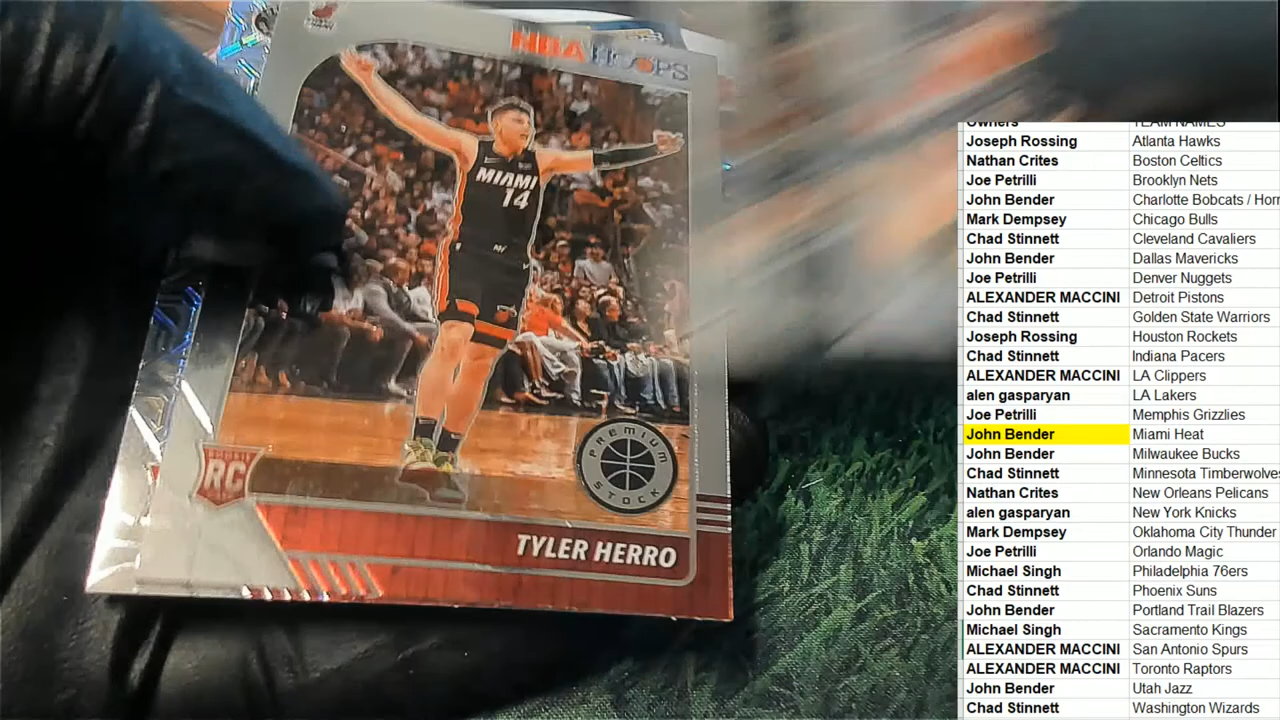 NBA HOOPS
MIAMI
14
PREMIUM
STOCK
ROOKIE
RC
TYLER HERRO
Owners TEAM NAMES
Joseph Rossing Atlanta Hawks
Nathan Crites Boston Celtics
Joe Petrilli Brooklyn Nets
John Bender Charlotte Bobcats / Horn
Mark Dempsey Chicago Bulls
Chad Stinnett Cleveland Cavaliers
John Bender Dallas Mavericks
Joe Petrilli Denver Nuggets
ALEXANDER MACCINI Detroit Pistons
Chad Stinnett Golden State Warriors
Joseph Rossing Houston Rockets
Chad Stinnett Indiana Pacers
ALEXANDER MACCINI LA Clippers
alen gasparyan LA Lakers
Joe Petrilli Memphis Grizzlies
John Bender Miami Heat
John Bender Milwaukee Bucks
Chad Stinnett Minnesota Timberwolves
Nathan Crites New Orleans Pelicans
alen gasparyan New York Knicks
Mark Dempsey Oklahoma City Thunder
Joe Petrilli Orlando Magic
Michael Singh Philadelphia 76ers
Chad Stinnett Phoenix Suns
John Bender Portland Trail Blazers
Michael Singh Sacramento Kings
ALEXANDER MACCINI San Antonio Spurs
ALEXANDER MACCINI Toronto Raptors
John Bender Utah Jazz
Chad Stinnett Washington Wizards